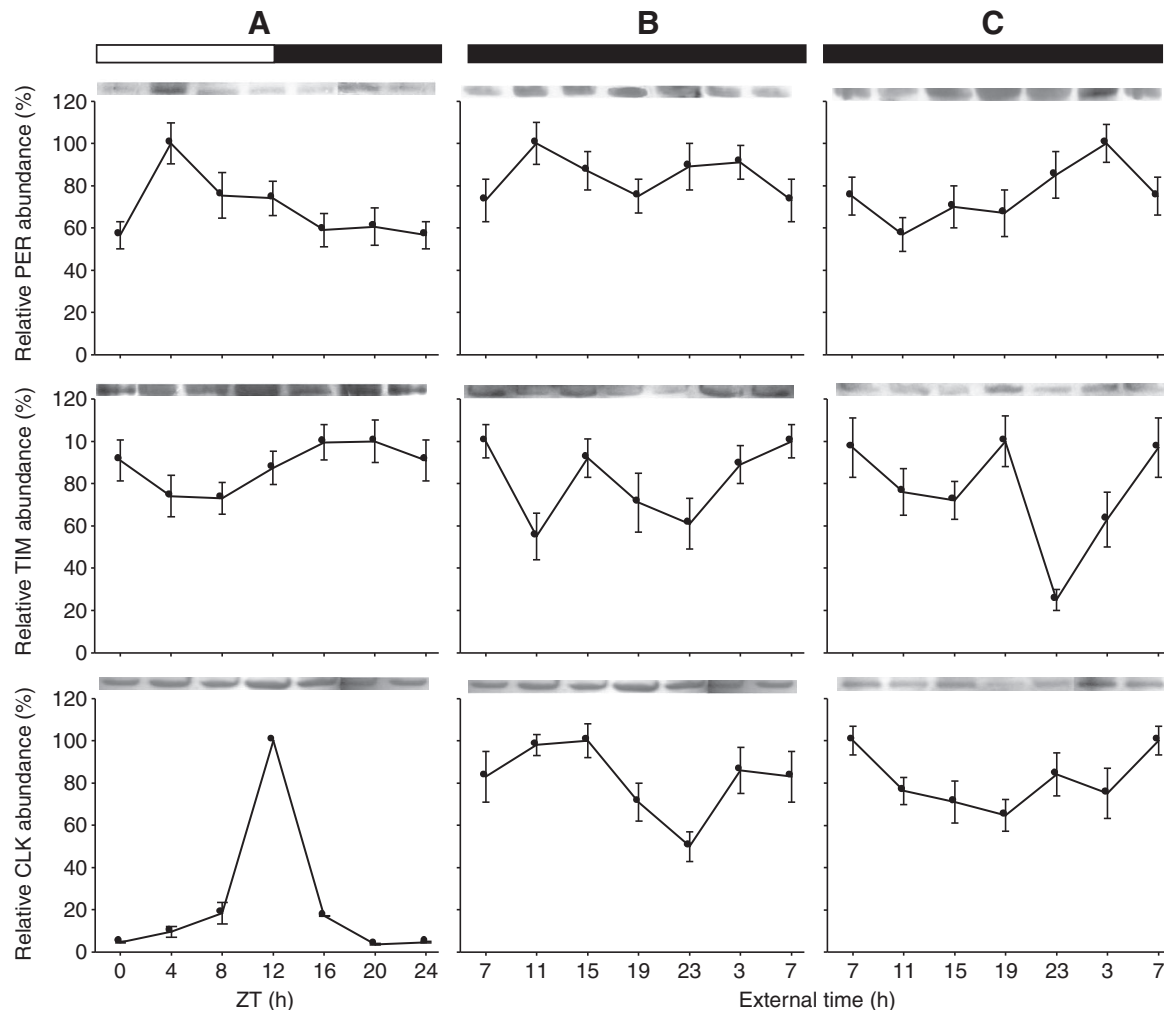 A B C
Relative PER abundance (%)
120
100
80
60
40
20
0
Relative TIM abundance (%)
120
10
80
60
40
20
0
Relative CLK abundance (%)
120
100
80
60
40
20
0
0 4 8 12 16 20 24
7 11 15 19 23 3 7
7 11 15 19 23 3 7
ZT (h)
External time (h)